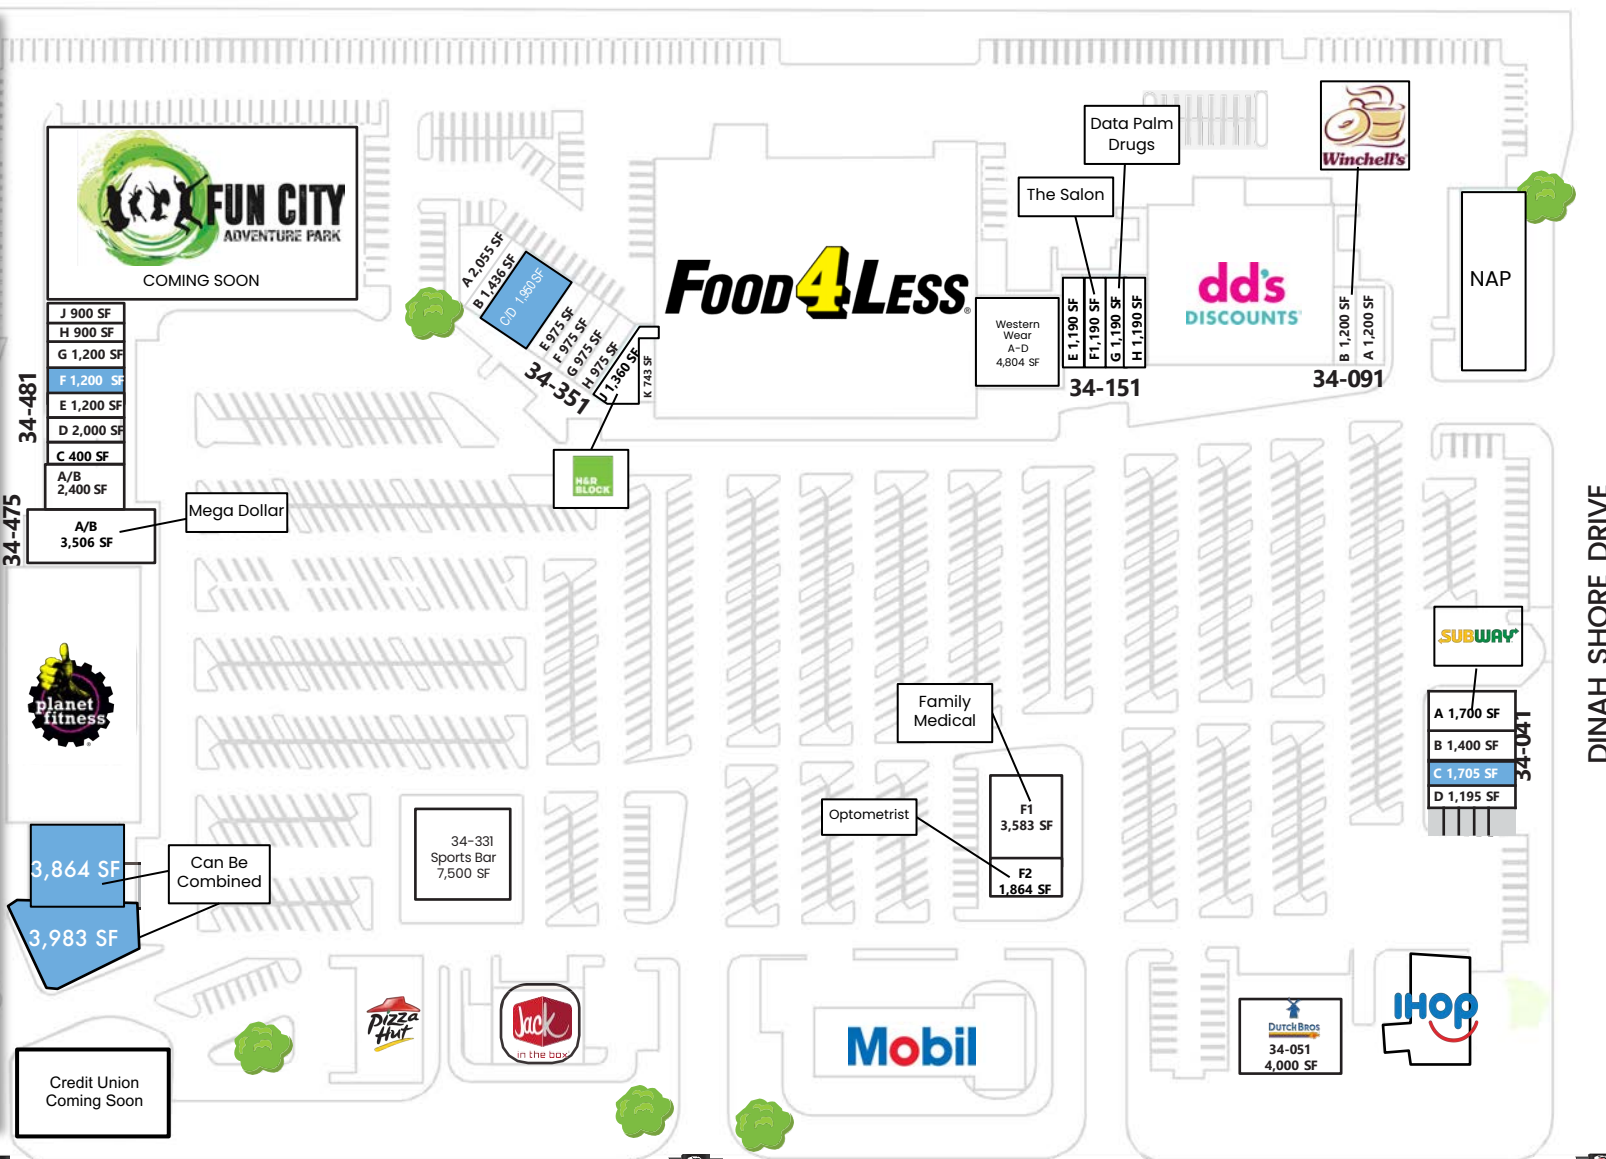 FUN CITY
ADVENTURE PARK
COMING SOON
J 900 SF
H 900 SF
G 1,200 SF
F 1,200 SF
E 1,200 SF
D 2,000 SF
C 400 SF
A/B
2,400 SF
34-481
34-475
A/B
3,506 SF
Mega Dollar
planet
fitness
3,864 SF
3,983 SF
Can Be
Combined
Credit Union
Coming Soon
A 2,055 SF
B 1,436 SF
C/D 1,960 SF
E 975 SF
F 975 SF
G 975 SF
H 975 SF
J 1,360 SF
K 743 SF
34-351
H&R
BLOCK
FOOD 4 LESS
Western
Wear
A-D
4,804 SF
The Salon
Data Palm
Drugs
E 1,190 SF
F1,190 SF
G 1,190 SF
H 1,190 SF
34-151
dd's
DISCOUNTS
Winchell's
B 1,200 SF
A 1,200 SF
34-091
NAP
DINAH SHORE DRIVE
SUBWAY
A 1,700 SF
B 1,400 SF
C 1,705 SF
D 1,195 SF
34-041
Family
Medical
F1
3,583 SF
Optometrist
F2
1,864 SF
34-331
Sports Bar
7,500 SF
Pizza
Hut
Jack
in the box
Mobil
DUTCH BROS
34-051
4,000 SF
IHOP